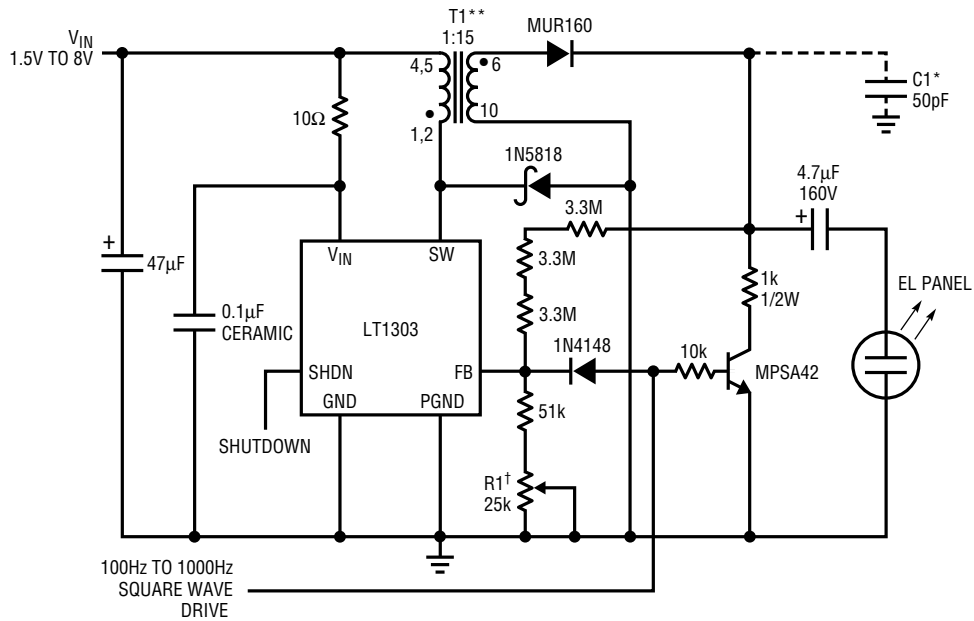 T1**
1:15
MUR160
VIN
1.5V TO 8V
4,5
6
10
1,2
C1*
50pF
10Ω
1N5818
4.7µF
160V
+
3.3M
3.3M
3.3M
+
47µF
VIN
SW
1k
1/2W
EL PANEL
0.1µF
CERAMIC
LT1303
1N4148
10k
MPSA42
SHDN
FB
GND
PGND
51k
SHUTDOWN
R1†
25k
100Hz TO 1000Hz
SQUARE WAVE
DRIVE